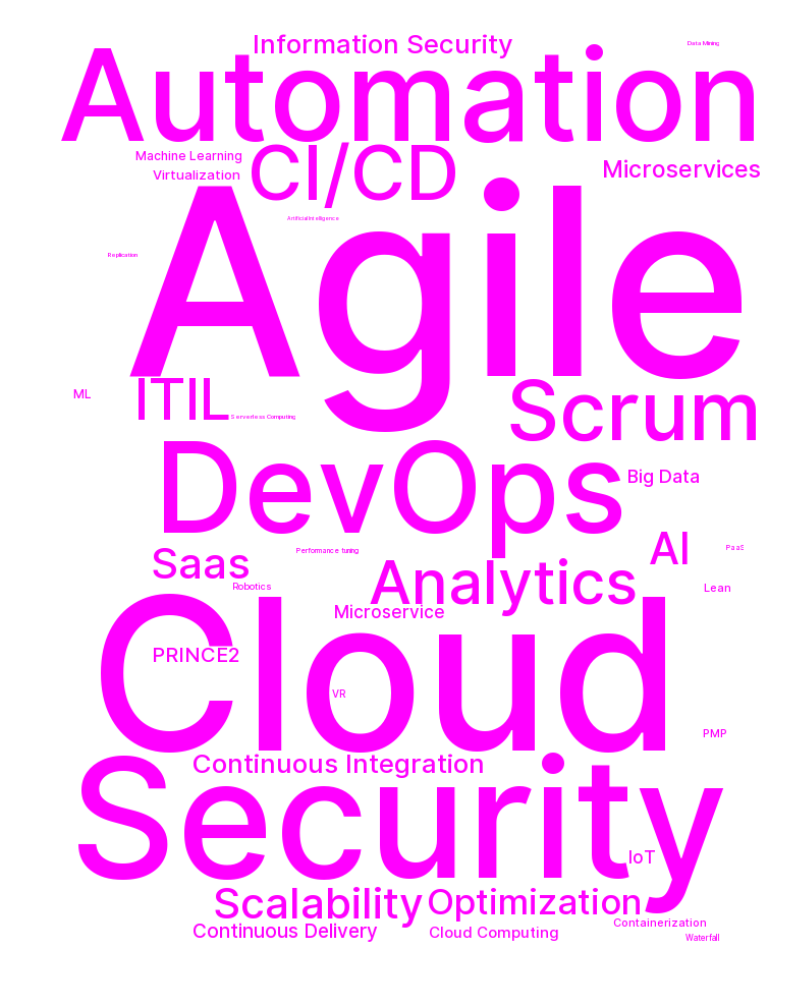 Information Security
Data Mining
Automation
CI/CD
Machine Learning
Microservices
Virtualization
Agile
Artificial Intelligence
Replication
ITIL
Scrum
ML
Serverless Computing
DevOps
Big Data
AI
PaaS
Performance tuning
Saas
Analytics
Robotics
Lean
Microservice
Cloud
PRINCE2
VR
PMP
Continuous Integration
Security
IoT
Scalability
Optimization
Containerization
Continuous Delivery
Cloud Computing
Waterfall